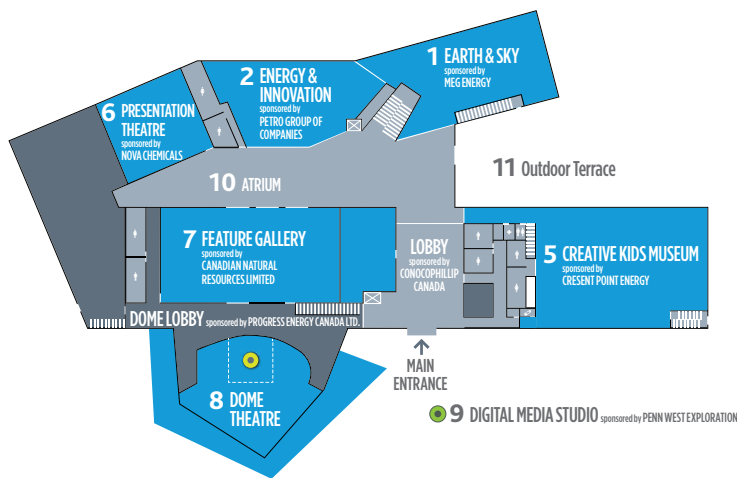 1 EARTH & SKY
sponsored by
MEG ENERGY
2 ENERGY &
INNOVATION
sponsored by
PETRO GROUP OF
COMPANIES
6 PRESENTATION
THEATRE
sponsored by
NOVA CHEMICALS
11 Outdoor Terrace
10 ATRIUM
7 FEATURE GALLERY
sponsored by
CANADIAN NATURAL
RESOURCES LIMITED
LOBBY
sponsored by
CONOCOPHILLIP
CANADA
5 CREATIVE KIDS MUSEUM
sponsored by
CRESENT POINT ENERGY
DOME LOBBY sponsored by PROGRESS ENERGY CANADA LTD.
MAIN
ENTRANCE
8 DOME
THEATRE
9 DIGITAL MEDIA STUDIO sponsored by PENN WEST EXPLORATION